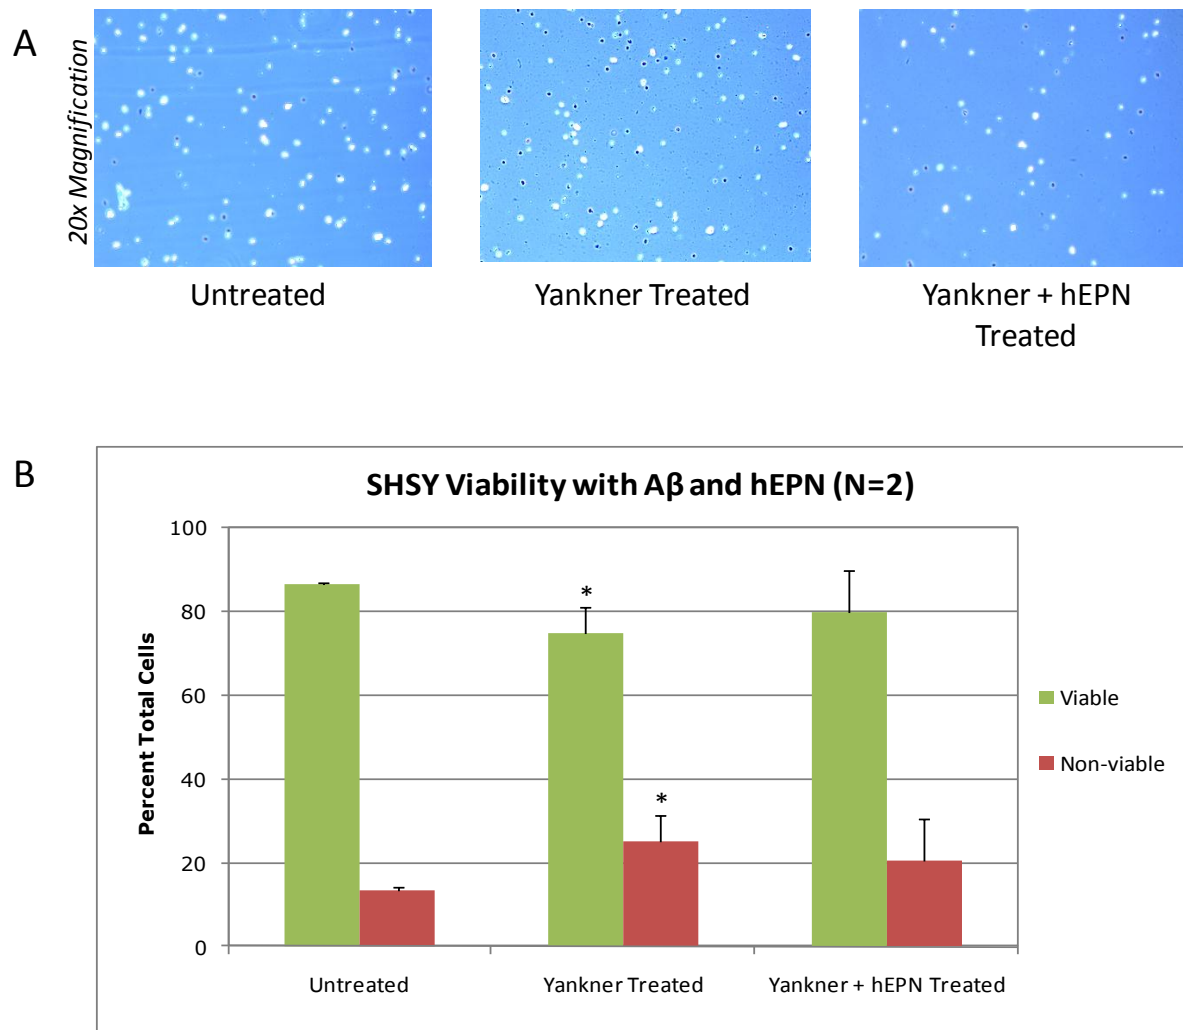 A
20x Magnification
Untreated
Yankner Treated
Yankner + hEPN
Treated
B
SHSY Viability with Aβ and hEPN (N=2)
100
80
60
40
20
0
Percent Total Cells
*
*
Untreated
Yankner Treated
Yankner + hEPN Treated
Viable
Non-viable